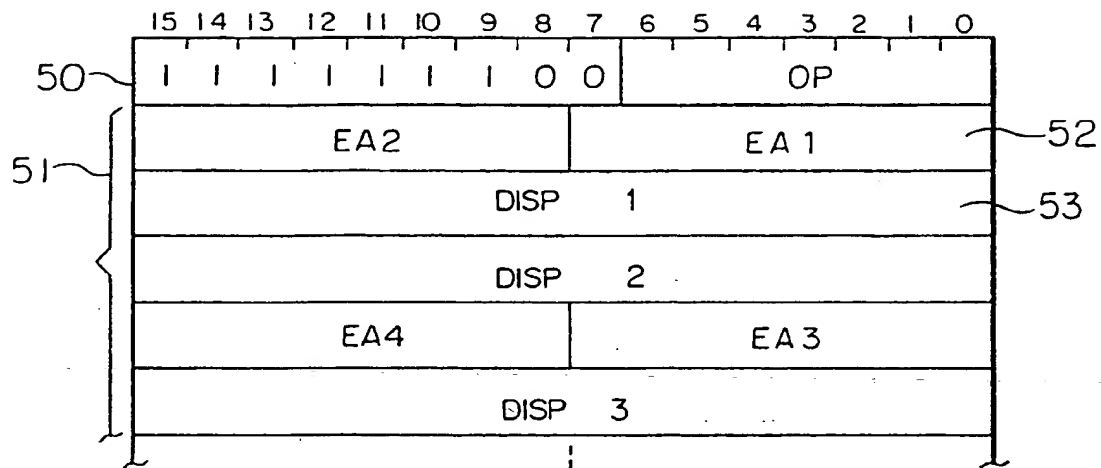 15 14 13 12 11 10 9 8 7 6 5 4 3 2 1 0
50 1 1 1 1 1 1 1 0 0 OP
EA2 EA1 52
51
DISP 1 53
DISP 2
EA4 EA3
DISP 3